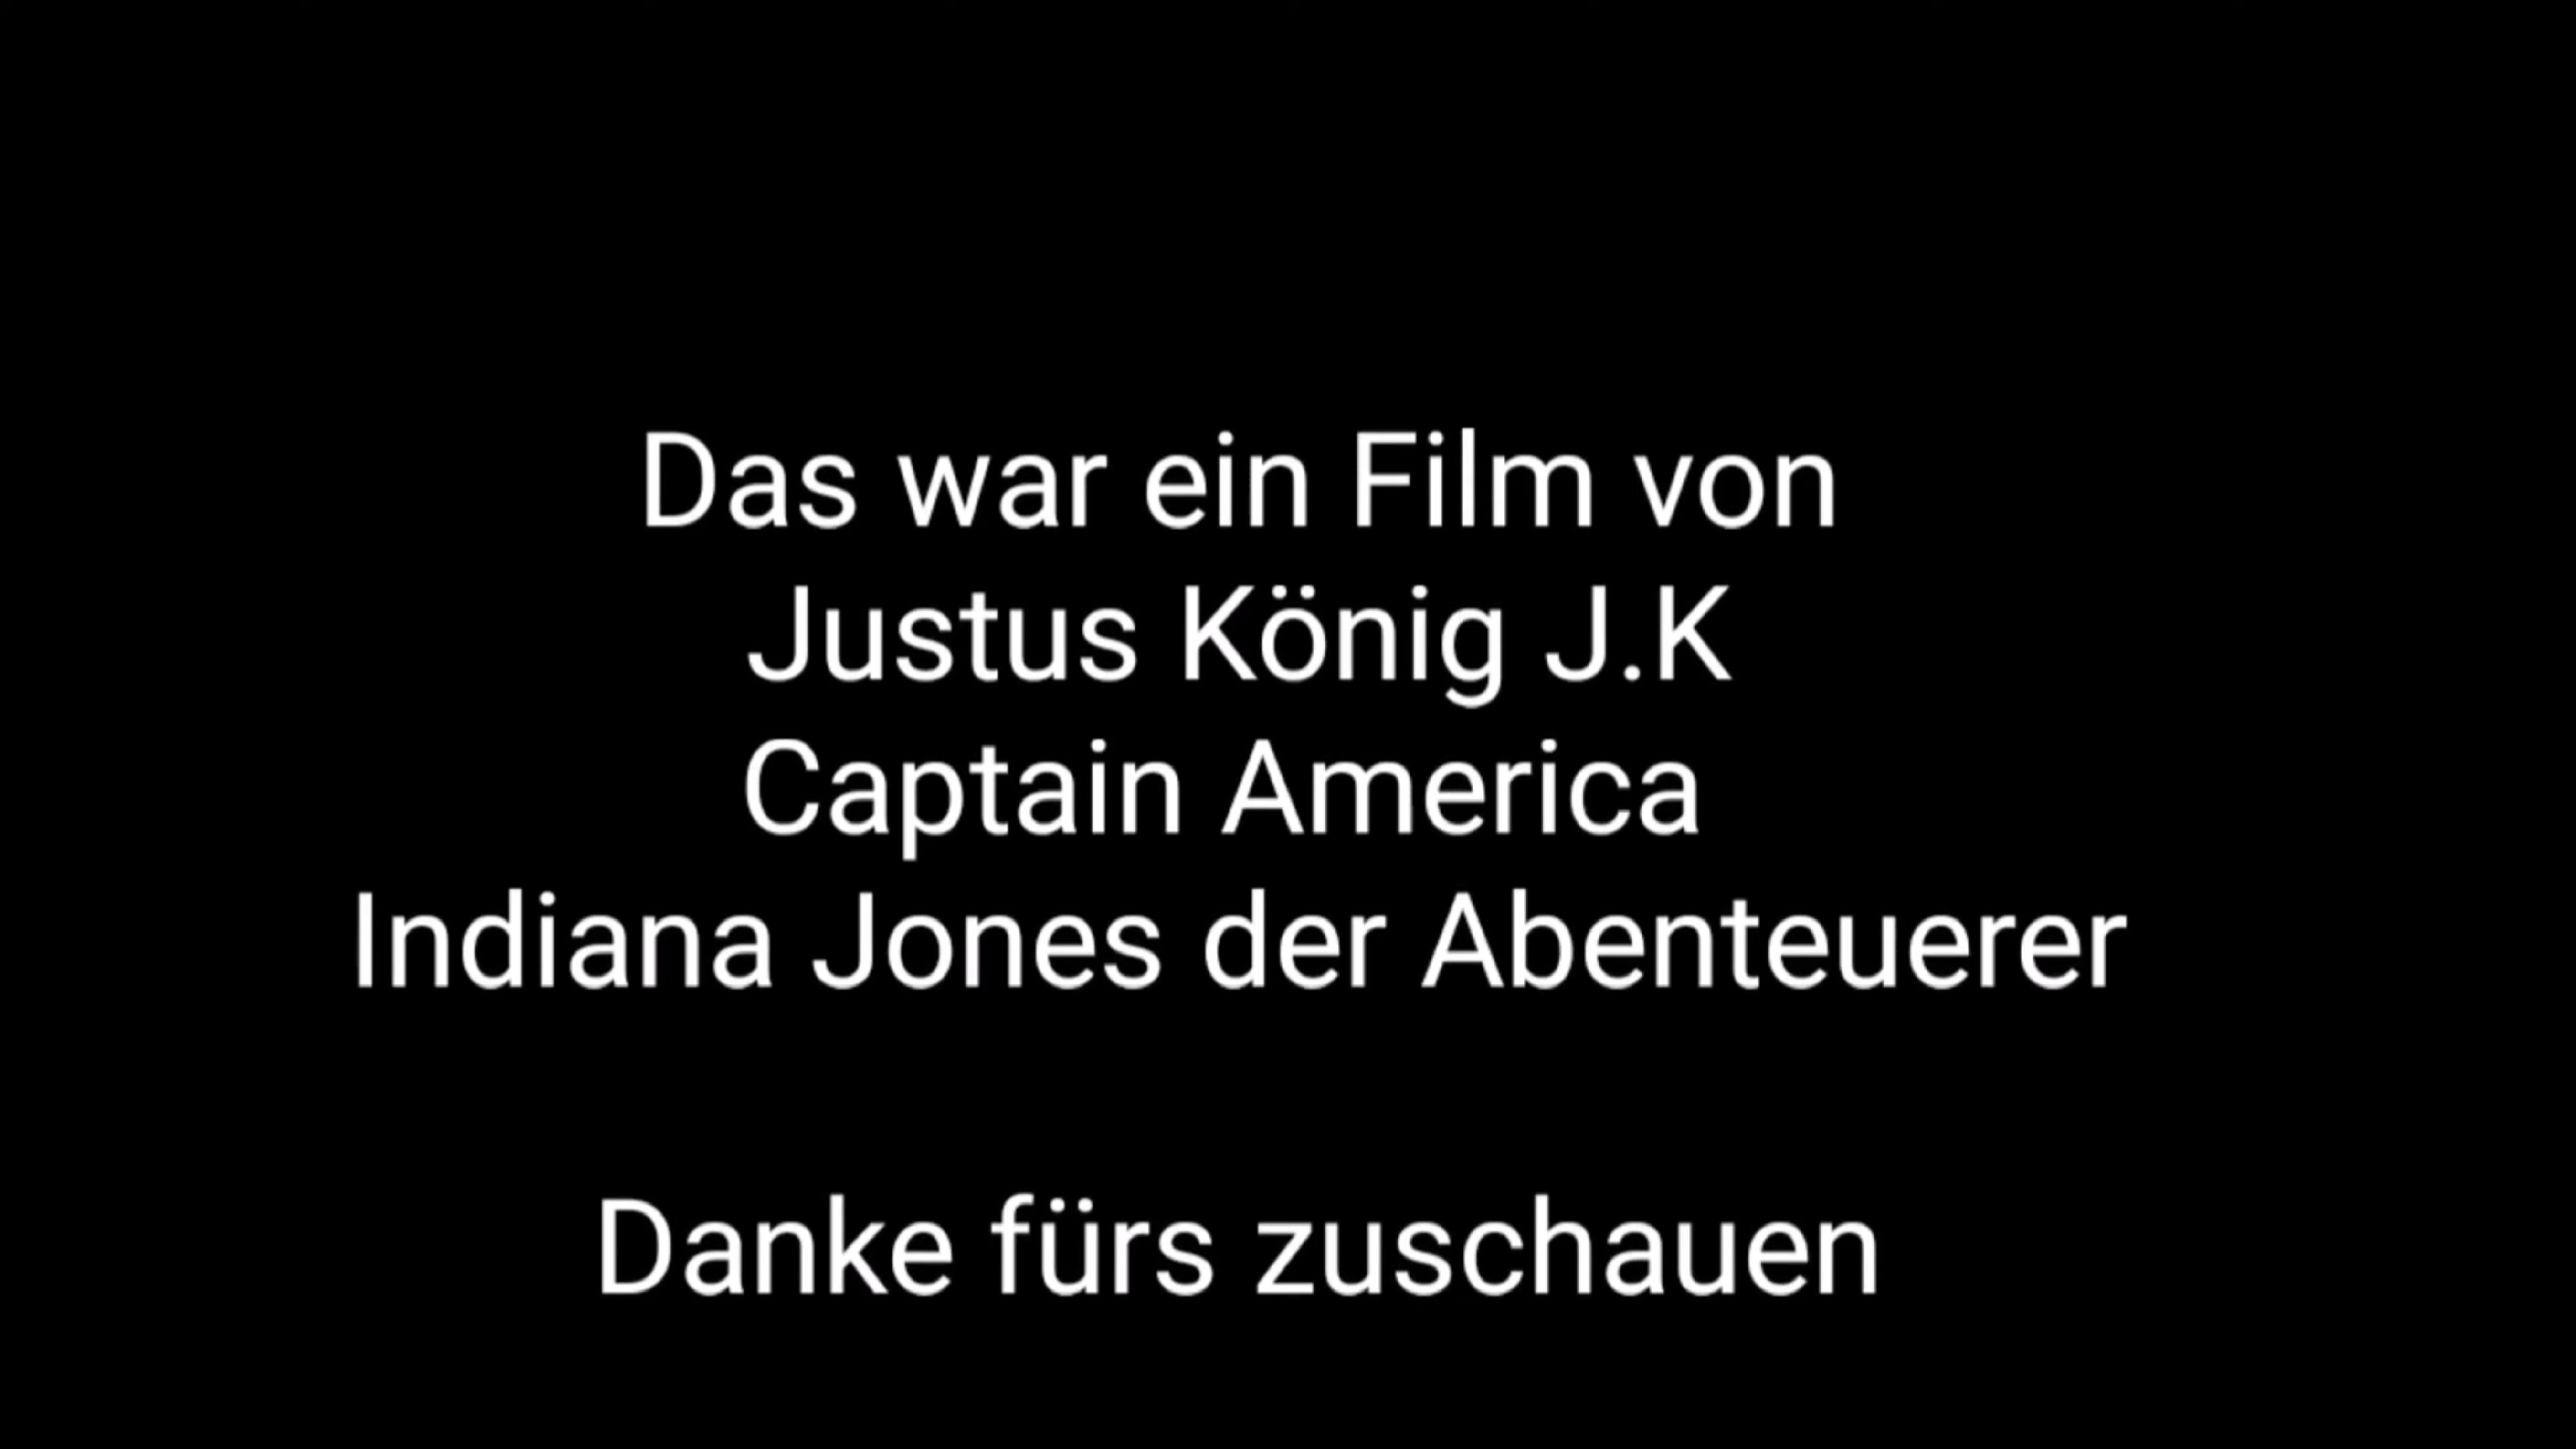 Das war ein Film von
Justus König J.K
Captain America
Indiana Jones der Abenteuerer
Danke fürs zuschauen